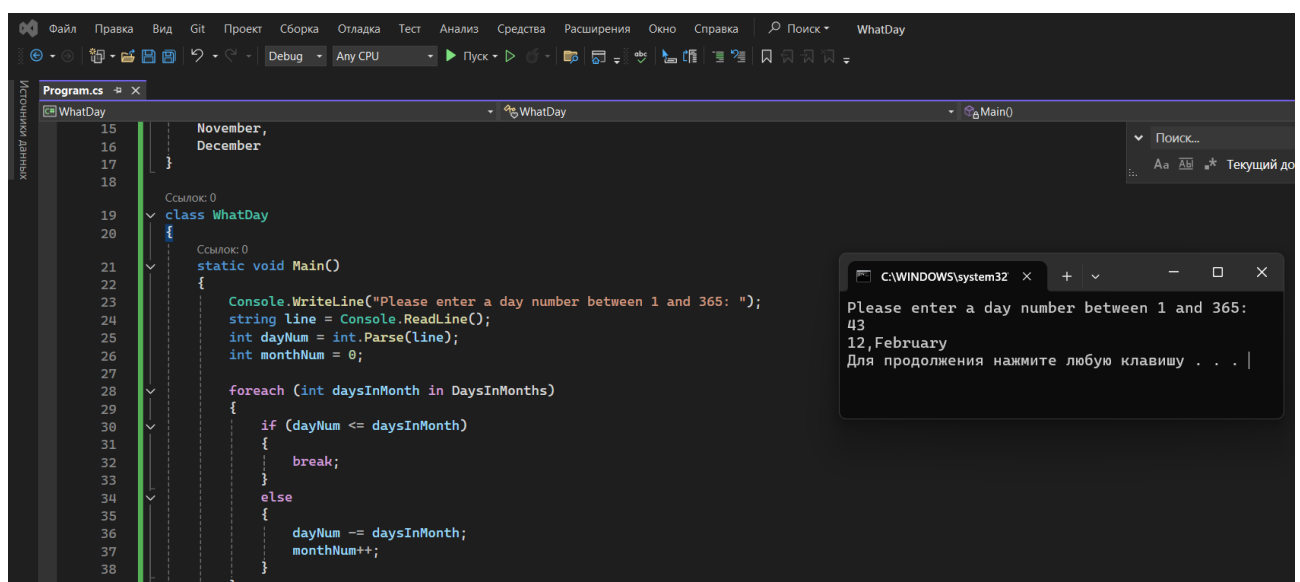 Файл Правка Вид Git Проект Сборка Отладка Тест Анализ Средства Расширения Окно Справка Поиск WhatDay
Debug Any CPU Пуск
Источники данных
Program.cs
WhatDay WhatDay Main()
15 November,
16 December
17 }
18
Ссылок: 0
19 class WhatDay
20 {
Ссылок: 0
21 static void Main()
22 {
23 Console.WriteLine("Please enter a day number between 1 and 365: ");
24 string line = Console.ReadLine();
25 int dayNum = int.Parse(line);
26 int monthNum = 0;
27
28 foreach (int daysInMonth in DaysInMonths)
29 {
30 if (dayNum <= daysInMonth)
31 {
32 break;
33 }
34 else
35 {
36 dayNum -= daysInMonth;
37 monthNum++;
38 }
Поиск...
Aa Abl .* Текущий до
C:\WINDOWS\system32
Please enter a day number between 1 and 365:
43
12,February
Для продолжения нажмите любую клавишу . . .